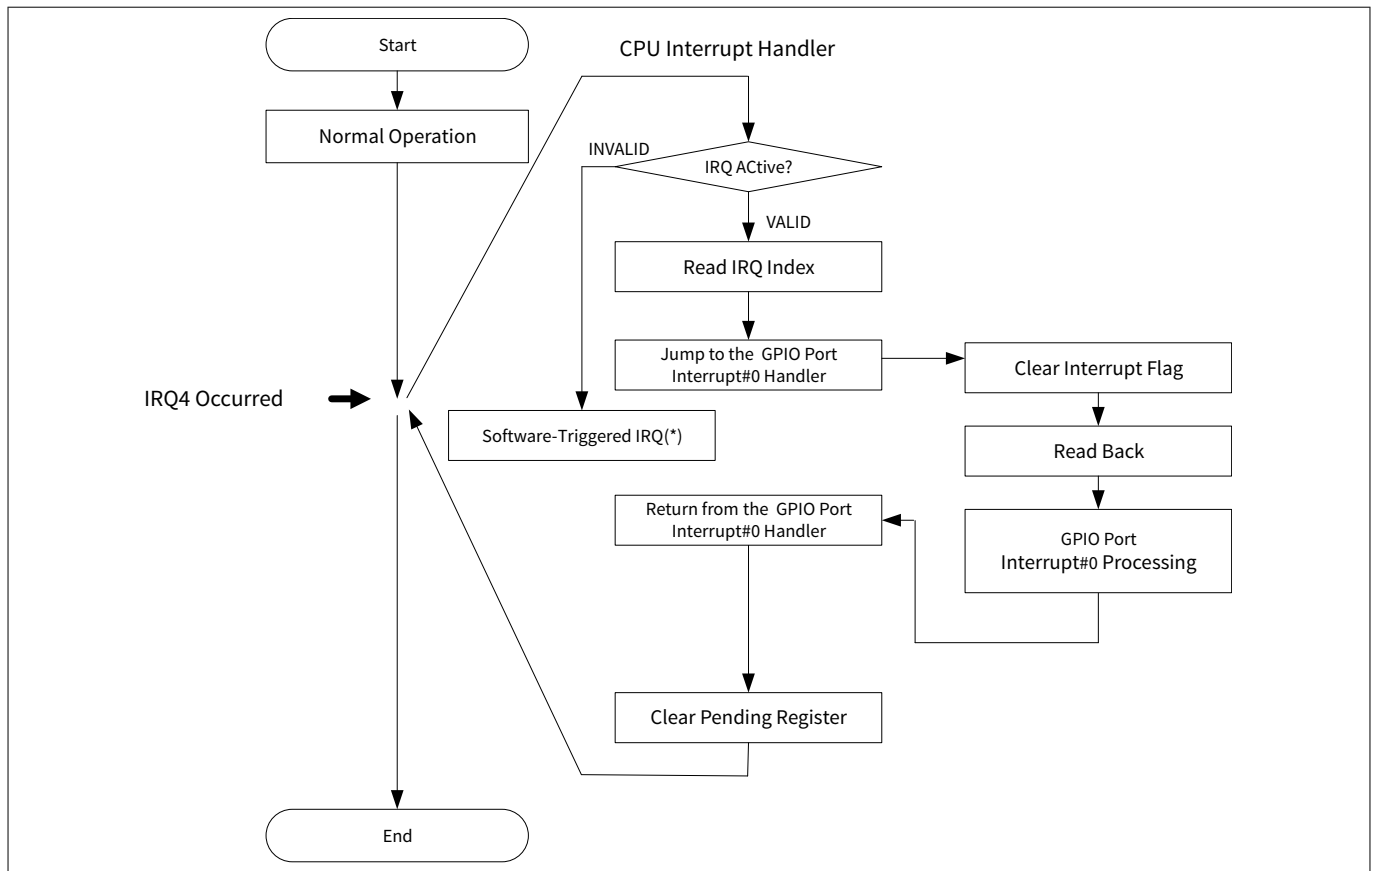 Start
CPU Interrupt Handler
Normal Operation
INVALID
IRQ ACtive?
VALID
Read IRQ Index
Jump to the GPIO Port
Interrupt#0 Handler
Clear Interrupt Flag
IRQ4 Occurred
Software-Triggered IRQ(*)
Read Back
Return from the GPIO Port
Interrupt#0 Handler
GPIO Port
Interrupt#0 Processing
Clear Pending Register
End